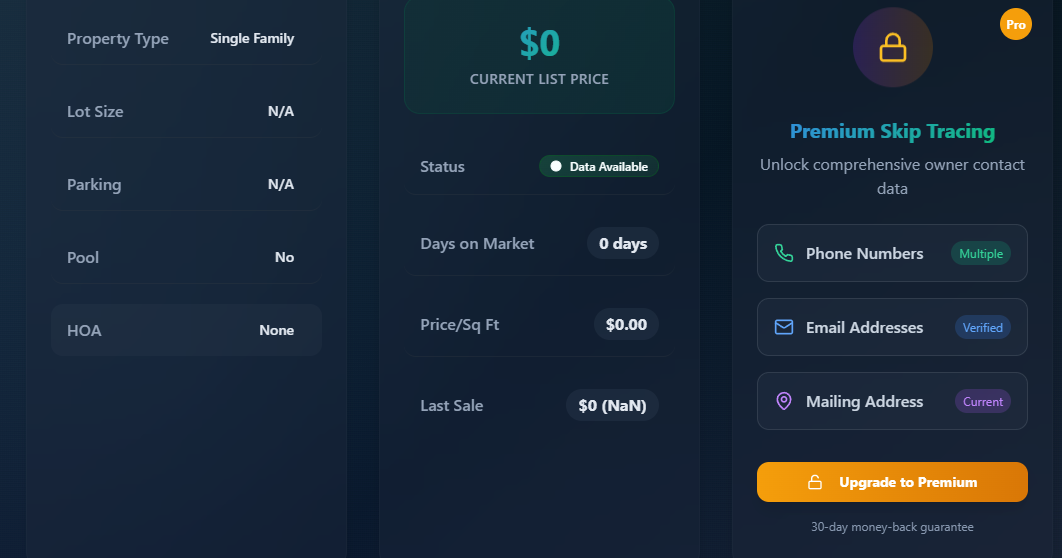 Property Type Single Family
Lot Size N/A
Parking N/A
Pool No
HOA None
$0
CURRENT LIST PRICE
Status Data Available
Days on Market 0 days
Price/Sq Ft $0.00
Last Sale $0 (NaN)
Pro
Premium Skip Tracing
Unlock comprehensive owner contact
data
Phone Numbers Multiple
Email Addresses Verified
Mailing Address Current
Upgrade to Premium
30-day money-back guarantee